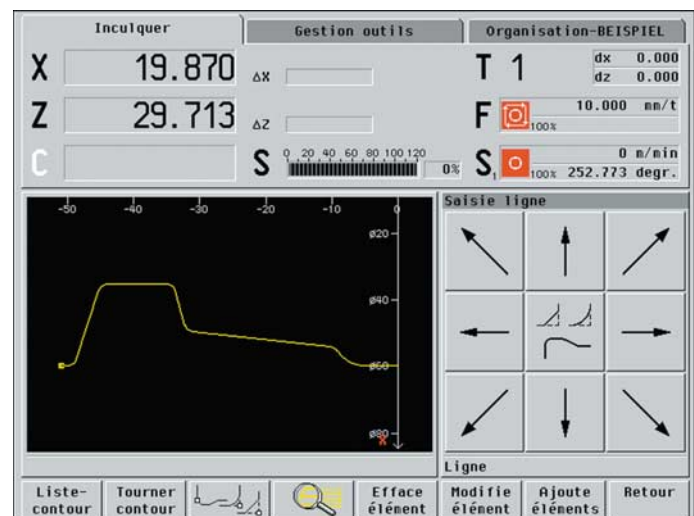 Inculquer
Gestion outils
Organisation-BEISPIEL
X 19.870 ΔX
T 1 dx 0.000
dz 0.000
Z 29.713 ΔZ
F 100% 10.000 mm/t
C
S 0 20 40 60 80 100 120 0%
S1 100% 0 m/min
252.773 degr.
-50 -40 -30 -20 -10 0
ø20
ø40
ø60
ø80
X
Saisie ligne
Ligne
Liste-
contour
Tourner
contour
Efface
élément
Modifie
élément
Ajoute
éléments
Retour